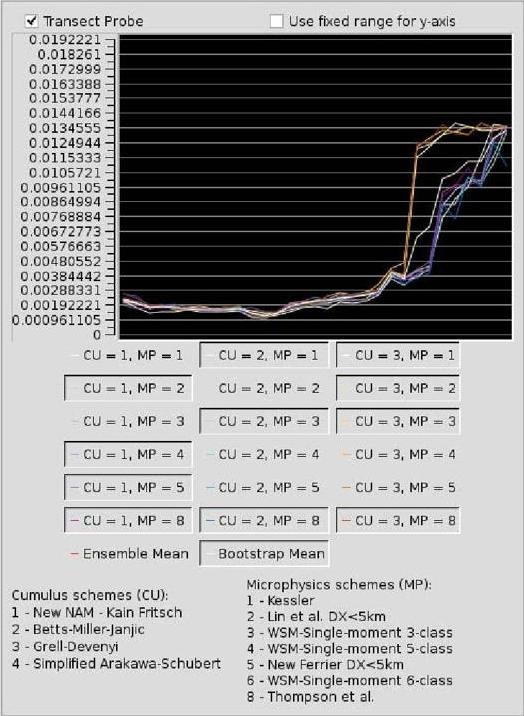 Transect Probe Use fixed range for y-axis
0.0192221
0.018261
0.0172999
0.0163388
0.0153777
0.0144166
0.0134555
0.0124944
0.0115333
0.0105721
0.00961105
0.00864994
0.00768884
0.00672773
0.00576663
0.00480552
0.00384442
0.00288331
0.00192221
0.000961105
0
CU = 1, MP = 1 CU = 2, MP = 1 CU = 3, MP = 1
CU = 1, MP = 2 CU = 2, MP = 2 CU = 3, MP = 2
CU = 1, MP = 3 CU = 2, MP = 3 CU = 3, MP = 3
CU = 1, MP = 4 CU = 2, MP = 4 CU = 3, MP = 4
CU = 1, MP = 5 CU = 2, MP = 5 CU = 3, MP = 5
CU = 1, MP = 8 CU = 2, MP = 8 CU = 3, MP = 8
Ensemble Mean Bootstrap Mean
Cumulus schemes (CU):
1 - New NAM - Kain Fritsch
2 - Betts-Miller-Janjic
3 - Grell-Devenyi
4 - Simplified Arakawa-Schubert
Microphysics schemes (MP):
1 - Kessler
2 - Lin et al. DX<5km
3 - WSM-Single-moment 3-class
4 - WSM-Single-moment 5-class
5 - New Ferrier DX<5km
6 - WSM-Single-moment 6-class
8 - Thompson et al.